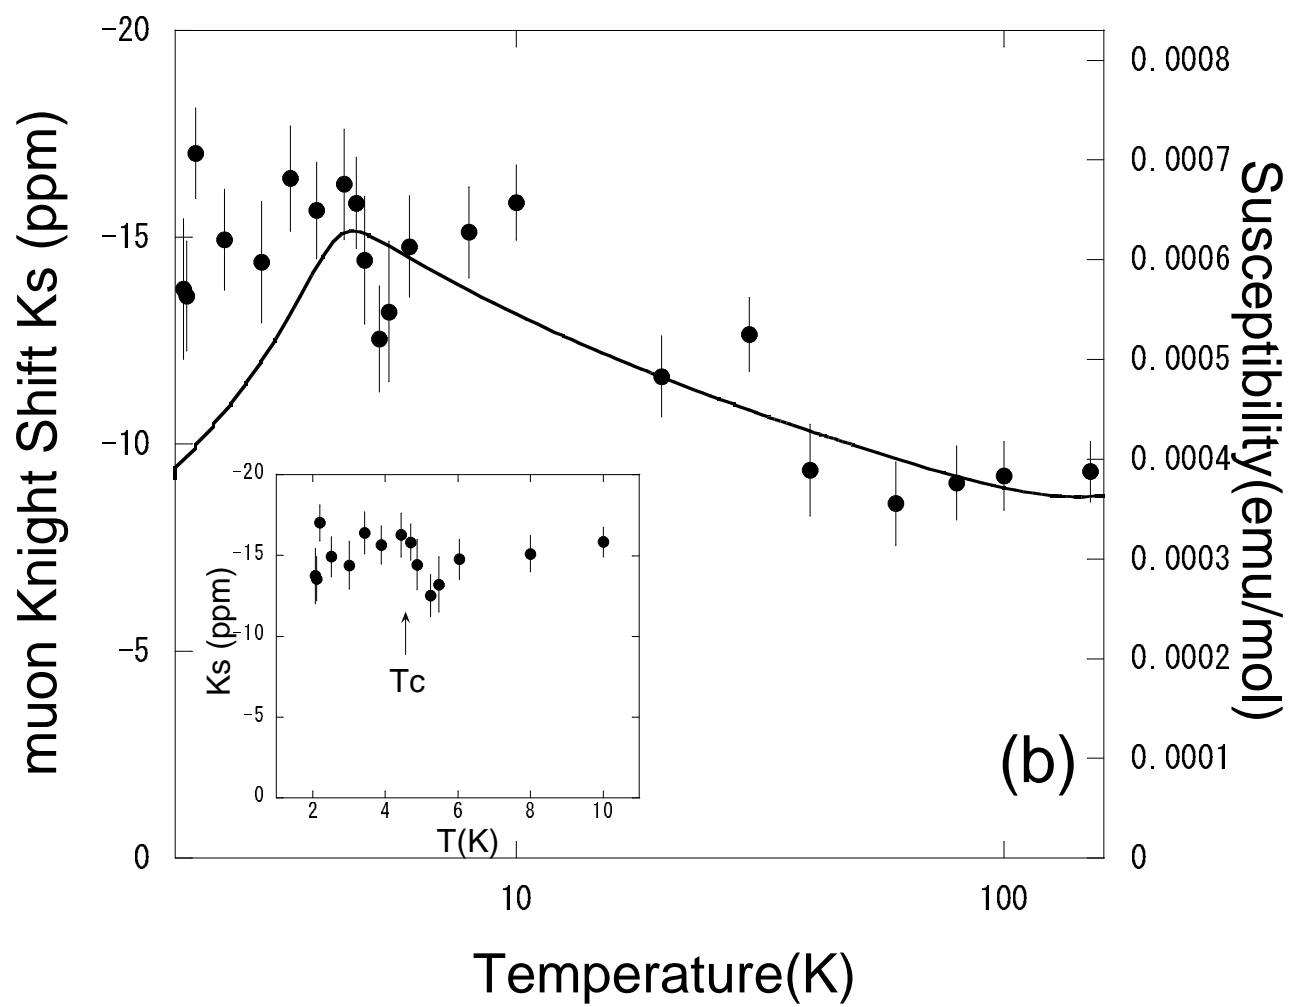 -20
-15
-10
-5
0
muon Knight Shift Ks (ppm)
0.0008
0.0007
0.0006
0.0005
0.0004
0.0003
0.0002
0.0001
0
Susceptibility(emu/mol)
-20
-15
-10
-5
0
Ks (ppm)
Tc
2 4 6 8 10
T(K)
(b)
10 100
Temperature(K)